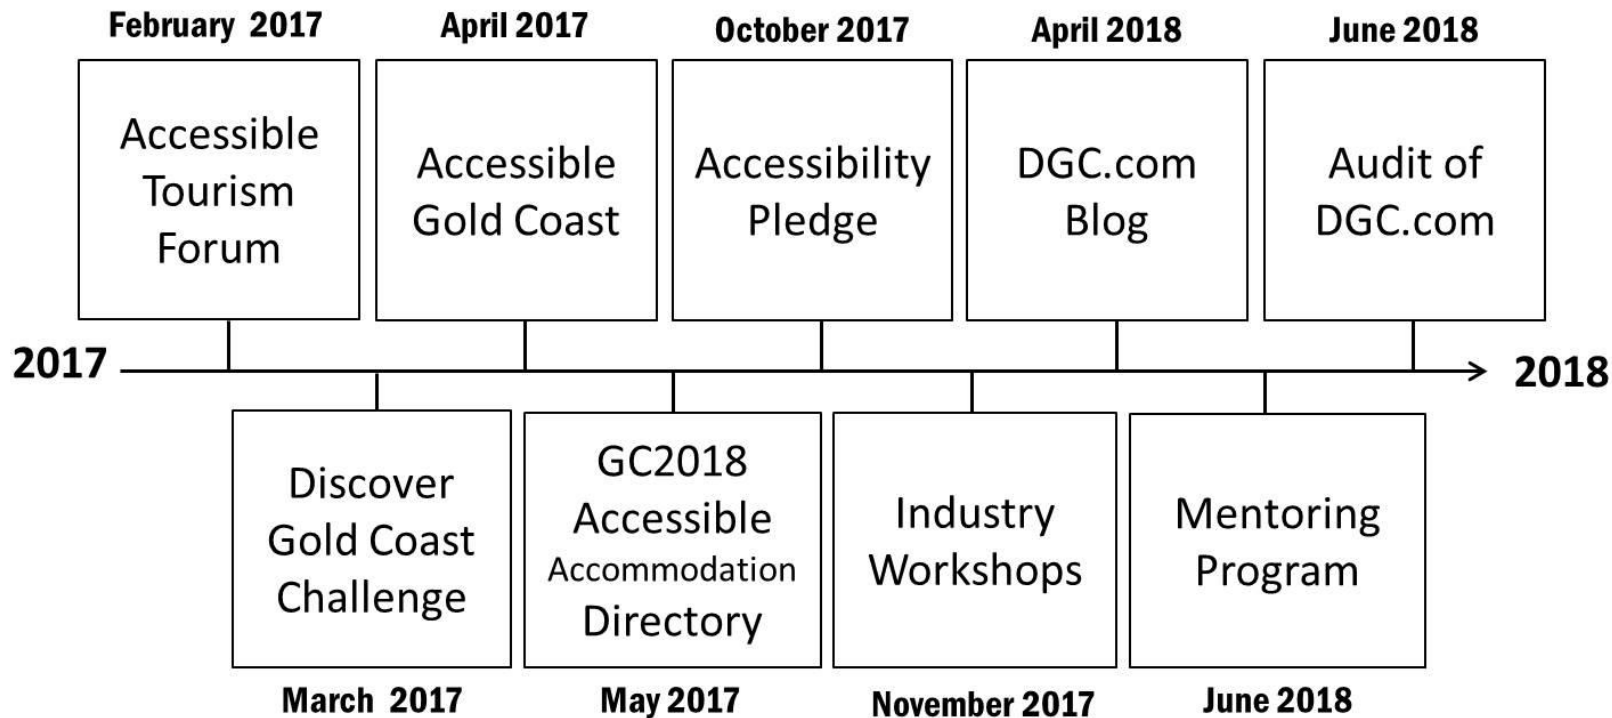 February 2017
Accessible
Tourism
Forum
April 2017
Accessible
Gold Coast
October 2017
Accessibility
Pledge
April 2018
DGC.com
Blog
June 2018
Audit of
DGC.com
2017
2018
Discover
Gold Coast
Challenge
March 2017
GC2018
Accessible
Accommodation
Directory
May 2017
Industry
Workshops
November 2017
Mentoring
Program
June 2018